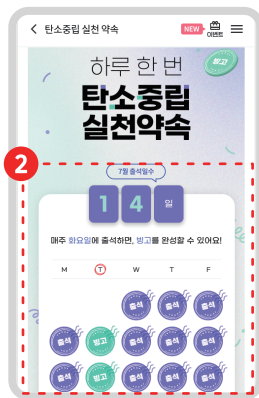 탄소중립 실천 약속 NEW 이벤트
하루 한 번 빙고!
탄소중립
실천약속
2
7월 출석일수
1 4 일
매주 화요일에 출석하면, 빙고를 완성할 수 있어요!
M T W T F
출석 출석 출석
출석 빙고 출석 출석 출석
출석 빙고 출석 출석 출석